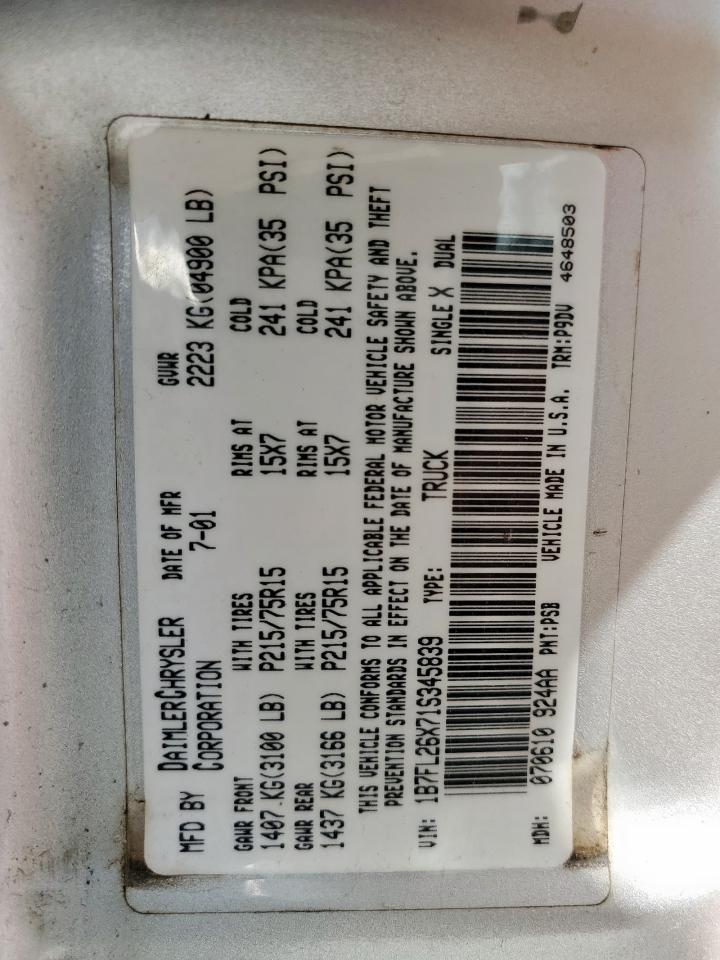 MFD BY DAIMLERCHRYSLER CORPORATION DATE OF MFR 7-01 GVWR 2223 KG(04900 LB)
GAWR FRONT WITH TIRES RIMS AT COLD
1407 KG(3100 LB) P215/75R15 15X7 241 KPA(35 PSI)
GAWR REAR WITH TIRES RIMS AT COLD
1437 KG(3166 LB) P215/75R15 15X7 241 KPA(35 PSI)
THIS VEHICLE CONFORMS TO ALL APPLICABLE FEDERAL MOTOR VEHICLE SAFETY AND THEFT
PREVENTION STANDARDS IN EFFECT ON THE DATE OF MANUFACTURE SHOWN ABOVE.
VIN: 1B7FL26X71S345839 TYPE: TRUCK SINGLE X DUAL
MDH: 070610 924AA PNT:PSB VEHICLE MADE IN U.S.A. TRM:P9DV 4648503